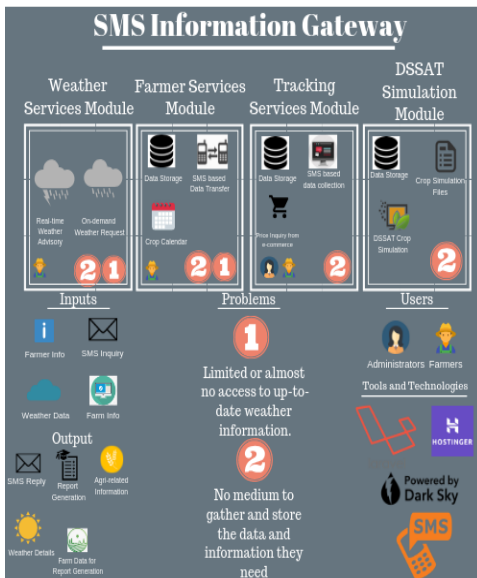 SMS Information Gateway
Weather
Services Module
Farmer Services
Module
Tracking
Services Module
DSSAT
Simulation
Module
Real-time
Weather
Advisory
On-demand
Weather Request
2 1
Data Storage
SMS based
Data Transfer
Crop Calendar
2 1
Data Storage
SMS based
data collection
Price Inquiry from
e-commerce
2
Data Storage
Crop Simulation
Files
DSSAT Crop
Simulation
2
Inputs
Farmer Info
SMS Inquiry
Weather Data
Farm Info
Output
SMS Reply
Report
Generation
Agri-related
Information
Weather Details
Farm Data for
Report Generation
Problems
1
Limited or almost
no access to up-to-
date weather
information.
2
No medium to
gather and store
the data and
information they
need
Users
Administrators
Farmers
Tools and Technologies
HOSTINGER
Powered by
Dark Sky
SMS